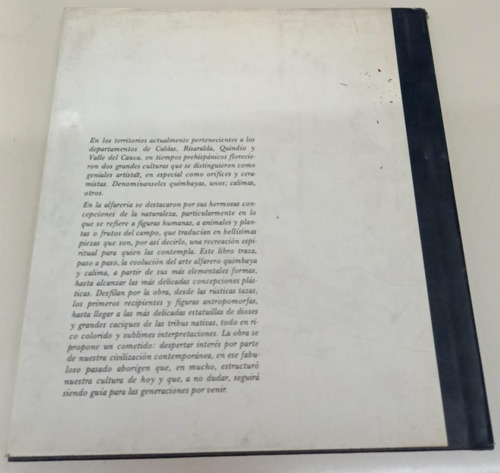 En los territorios actualmente pertenecientes a los
departamentos de Caldas, Risaralda, Quindío y
Valle del Cauca, en tiempos prehispánicos florecie-
ron dos grandes culturas que se distinguieron como
geniales artistas, en especial como orífices y cera-
mistas. Denominanseles quimbayas, unos; calimas,
otros.
En la alfarería se destacaron por sus hermosas con-
cepciones de la naturaleza, particularmente en lo
que se refiere a figuras humanas, a animales y plan-
tas o frutos del campo, que traducían en bellísimas
piezas que son, por así decirlo, una recreación espi-
ritual para quien las contempla. Este libro traza,
paso a paso, la evolución del arte alfarero quimbaya
y calima, a partir de sus más elementales formas,
hasta alcanzar las más delicadas concepciones plás-
ticas. Desfilan por la obra, desde las rústicas tazas,
los primeros recipientes y figuras antropomorfas,
hasta llegar a las más delicadas estatuillas de dioses
y grandes caciques de las tribus nativas, todo en ri-
co colorido y sublimes interpretaciones. La obra se
propone un cometido: despertar interés por parte
de nuestra civilización contemporánea, en ese fabu-
loso pasado aborigen que, en mucho, estructuró
nuestra cultura de hoy y que, a no dudar, seguirá
siendo guía para las generaciones por venir.